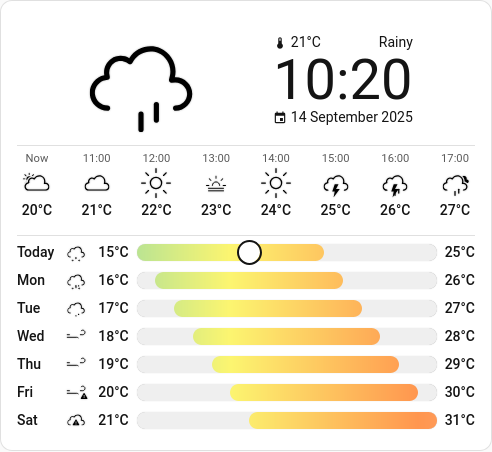 21°C Rainy
10:20
14 September 2025
Now 11:00 12:00 13:00 14:00 15:00 16:00 17:00
20°C 21°C 22°C 23°C 24°C 25°C 26°C 27°C
Today 15°C 25°C
Mon 16°C 26°C
Tue 17°C 27°C
Wed 18°C 28°C
Thu 19°C 29°C
Fri 20°C 30°C
Sat 21°C 31°C